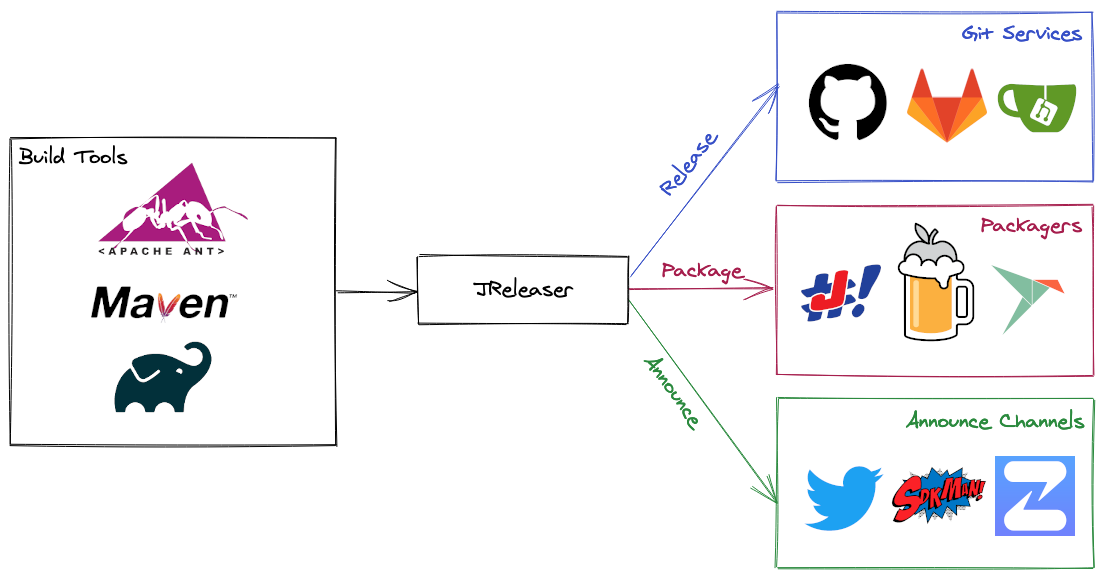 Build Tools
<APACHE ANT>
Maven™
JReleaser
Release
Package
Announce
Git Services
Packagers
#J!
Announce Channels
SDKMAN!